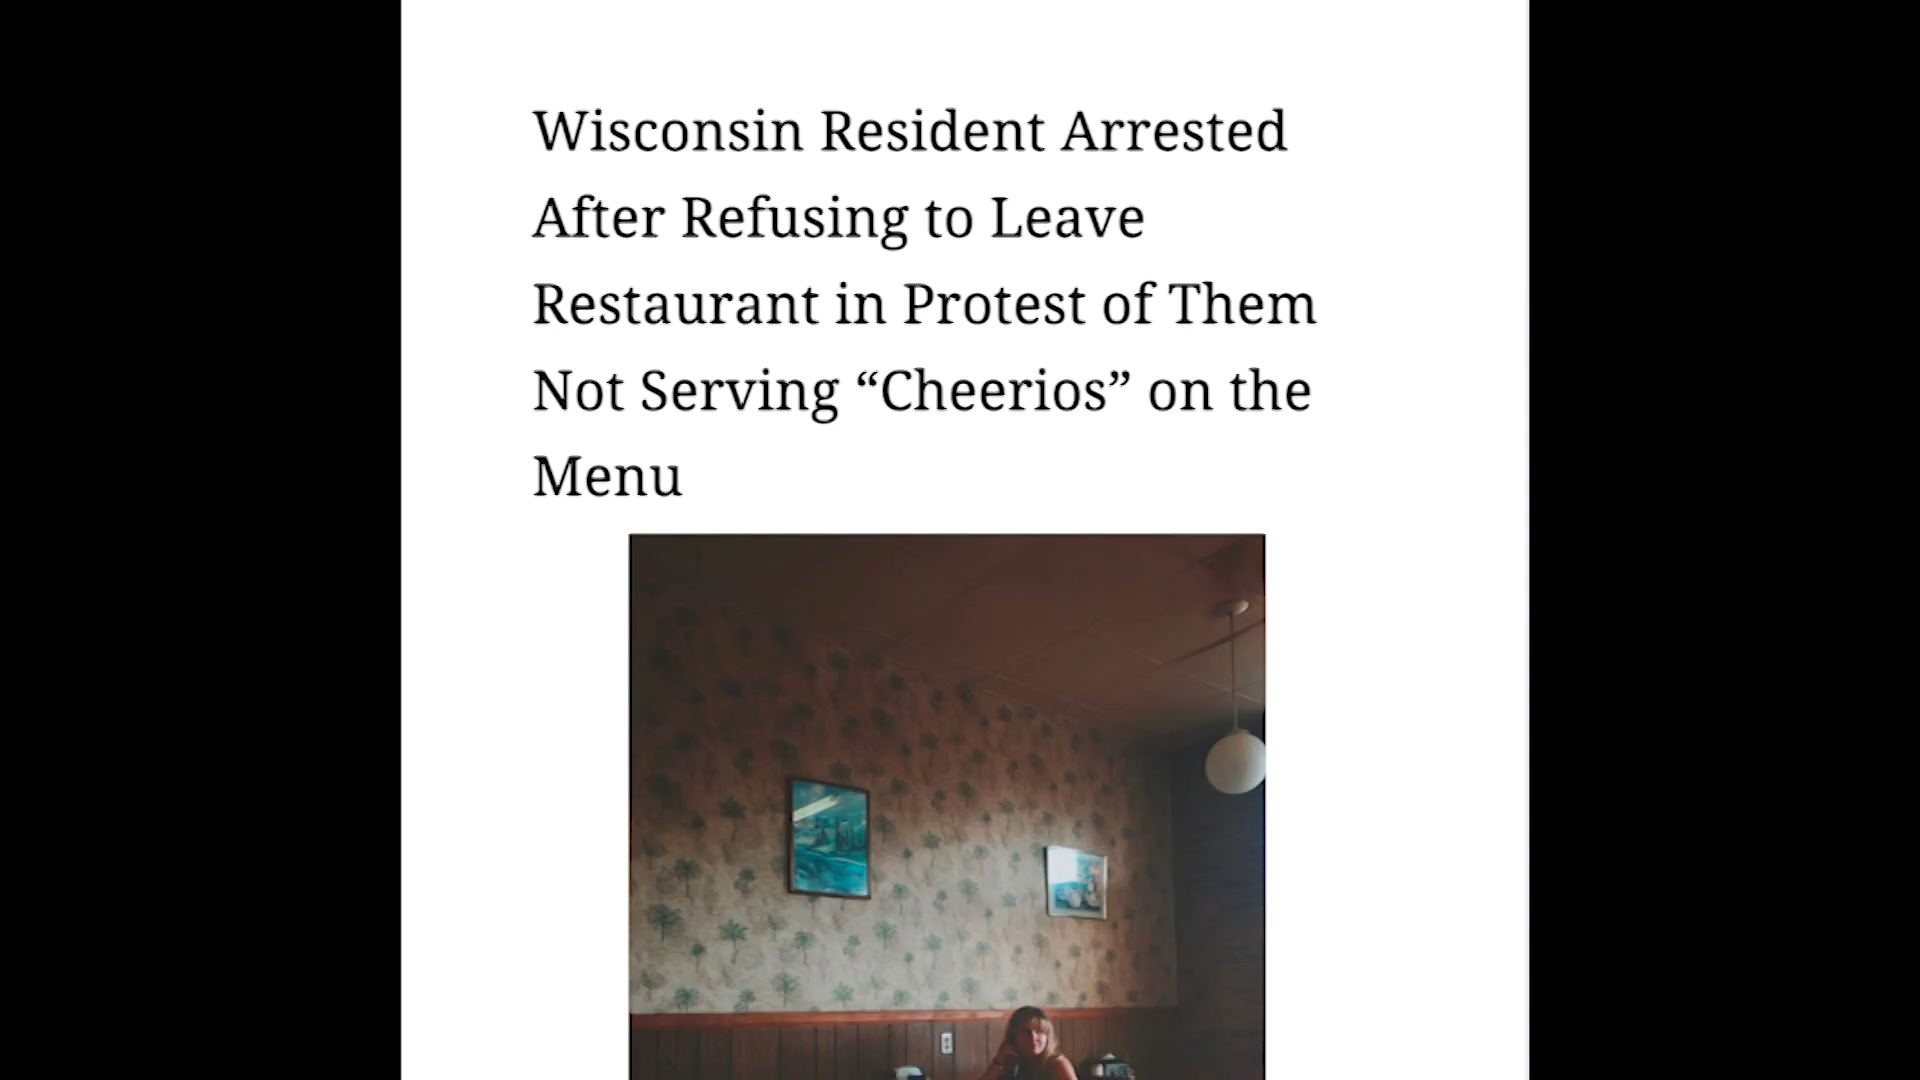 Wisconsin Resident Arrested
After Refusing to Leave
Restaurant in Protest of Them
Not Serving “Cheerios” on the
Menu